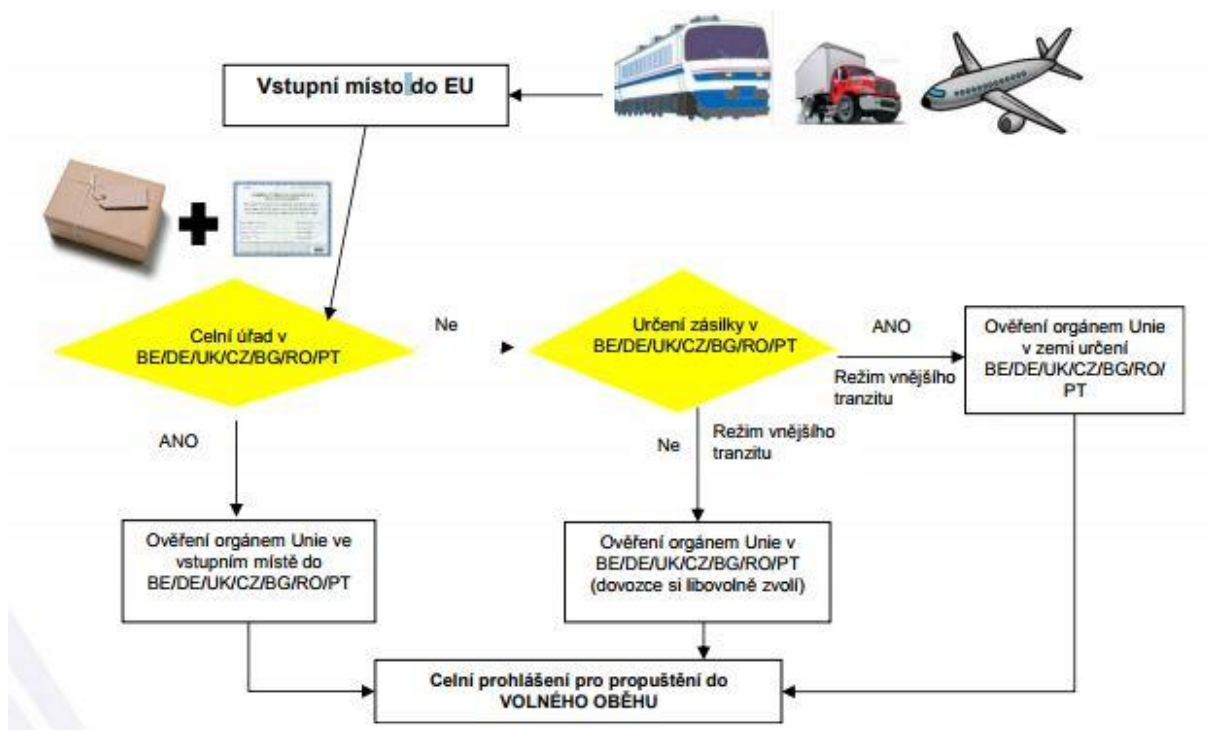 Vstupní místo do EU
Celní úřad v
BE/DE/UK/CZ/BG/RO/PT
Ne
Určení zásilky v
BE/DE/UK/CZ/BG/RO/PT
ANO
Režim vnějšího
tranzitu
Ověření orgánem Unie
v zemi určení
BE/DE/UK/CZ/BG/RO/
PT
ANO
Ne
Režim vnějšího
tranzitu
Ověření orgánem Unie ve
vstupním místě do
BE/DE/UK/CZ/BG/RO/PT
Ověření orgánem Unie v
BE/DE/UK/CZ/BG/RO/PT
(dovozce si libovolně zvolí)
Celní prohlášení pro propuštění do
VOLNÉHO OBĚHU